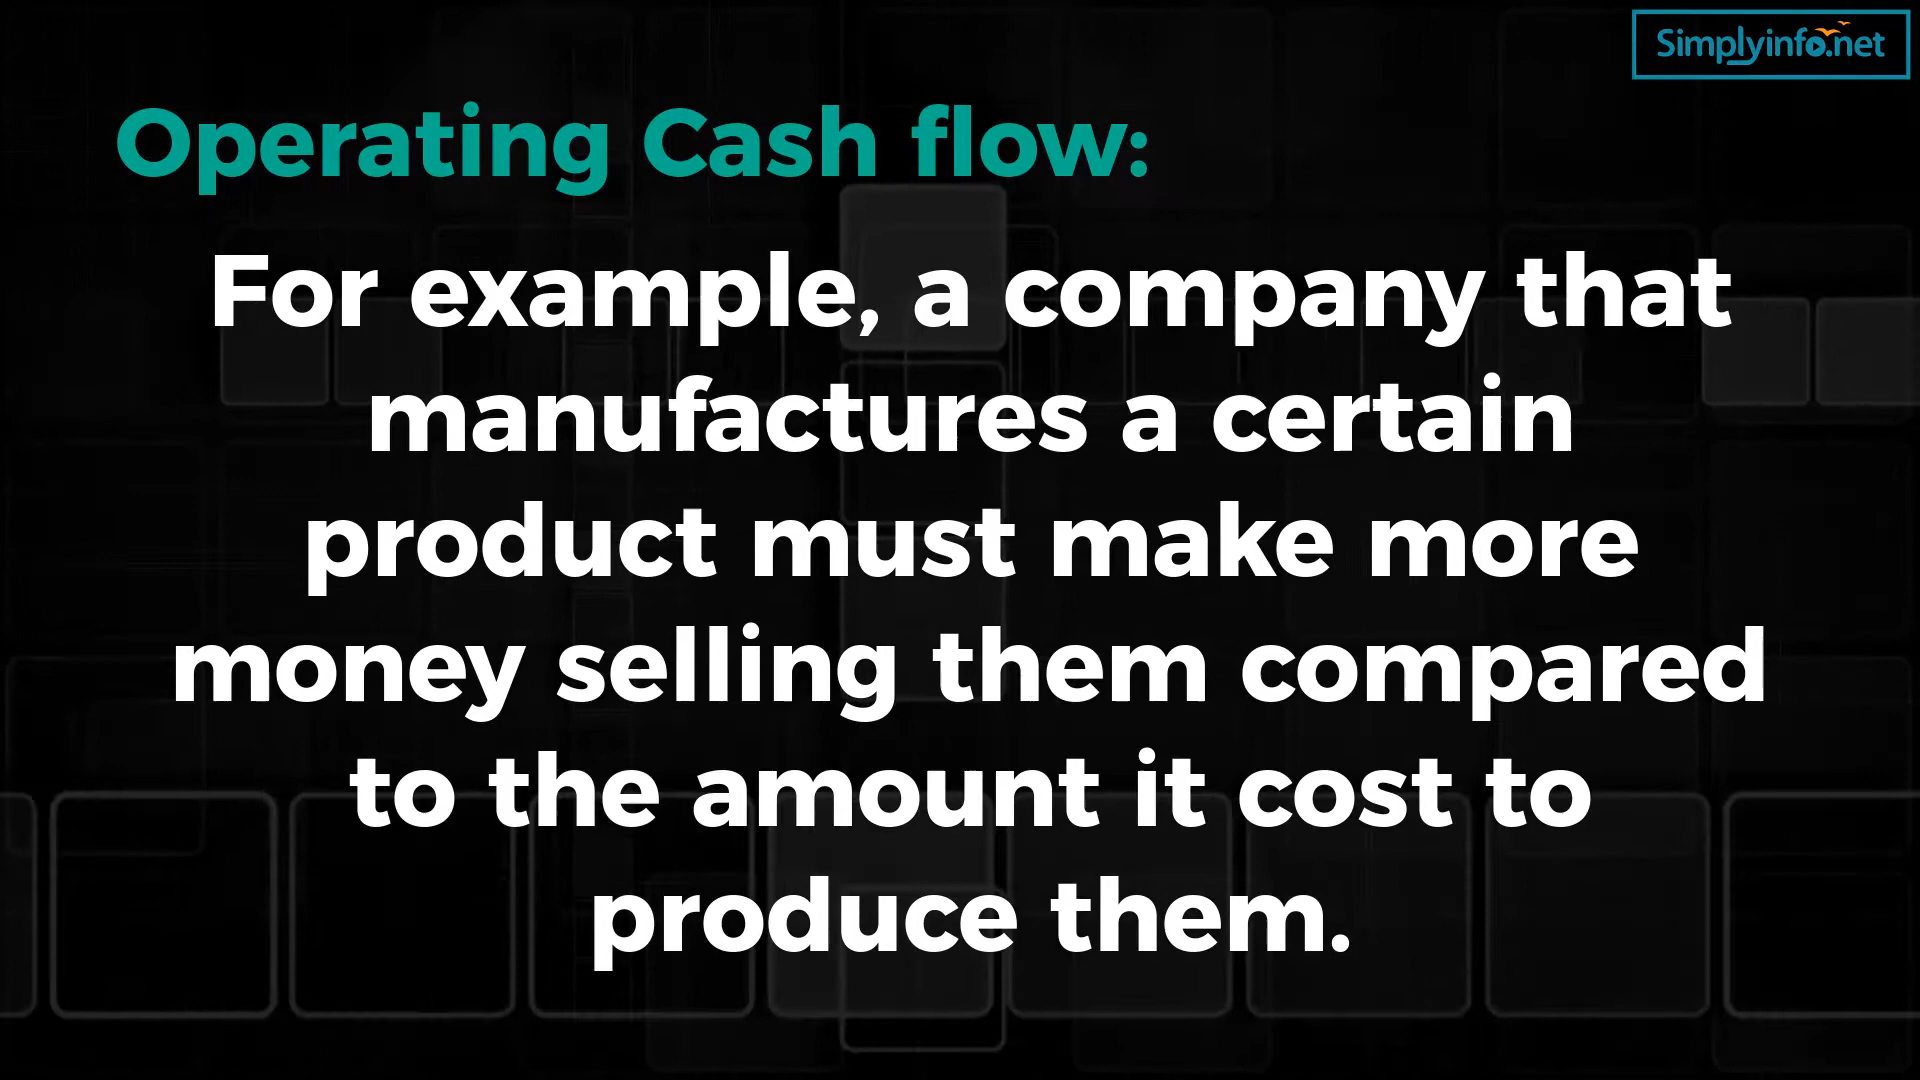 Simplyinfo.net
Operating Cash flow:
For example, a company that
manufactures a certain
product must make more
money selling them compared
to the amount it cost to
produce them.